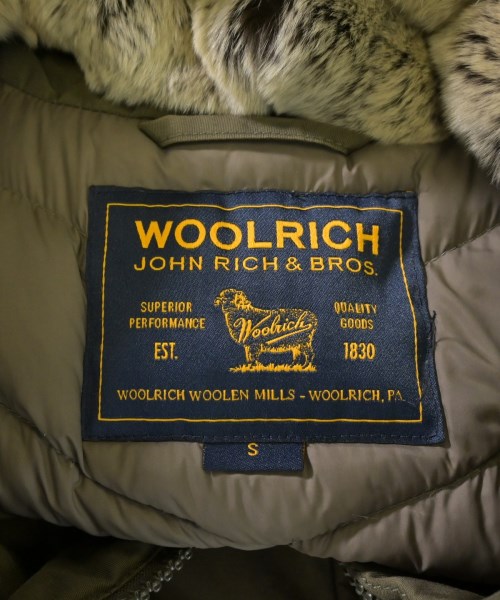 WOOLRICH
JOHN RICH & BROS.
SUPERIOR PERFORMANCE
QUALITY GOODS
Woolrich
EST. 1830
WOOLRICH WOOLEN MILLS - WOOLRICH, PA.
S